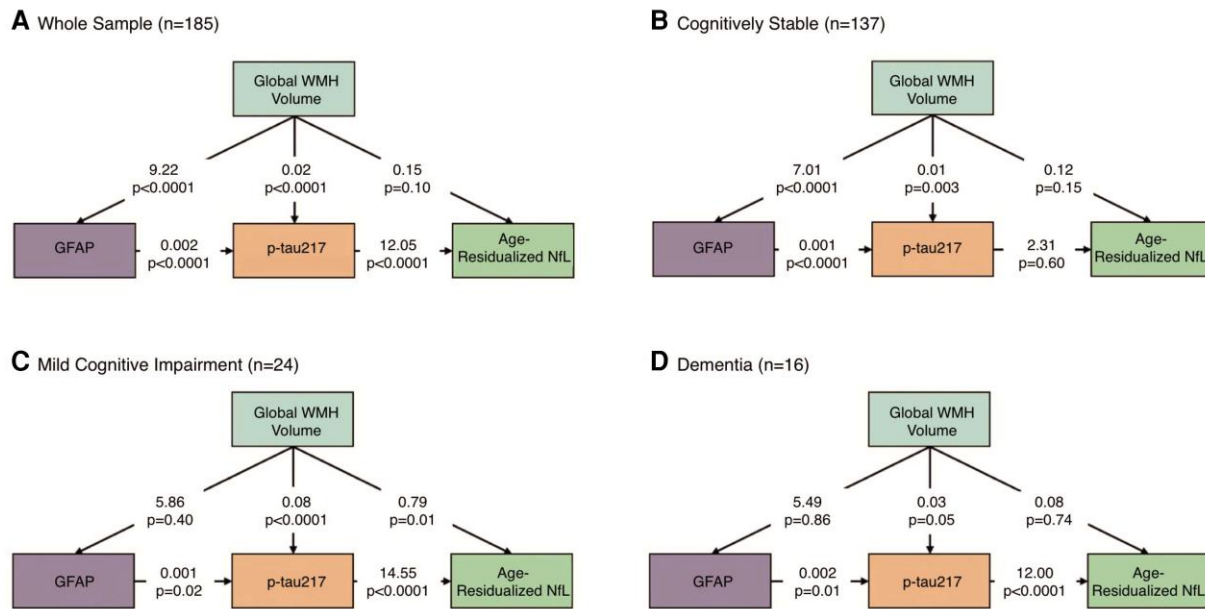 A Whole Sample (n=185)
Global WMH
Volume
9.22
p<0.0001
0.02
p<0.0001
0.15
p=0.10
GFAP
0.002
p<0.0001
p-tau217
12.05
p<0.0001
Age-
Residualized NfL
B Cognitively Stable (n=137)
Global WMH
Volume
7.01
p<0.0001
0.01
p=0.003
0.12
p=0.15
GFAP
0.001
p<0.0001
p-tau217
2.31
p=0.60
Age-
Residualized NfL
C Mild Cognitive Impairment (n=24)
Global WMH
Volume
5.86
p=0.40
0.08
p<0.0001
0.79
p=0.01
GFAP
0.001
p=0.02
p-tau217
14.55
p<0.0001
Age-
Residualized NfL
D Dementia (n=16)
Global WMH
Volume
5.49
p=0.86
0.03
p=0.05
0.08
p=0.74
GFAP
0.002
p=0.01
p-tau217
12.00
p<0.0001
Age-
Residualized NfL